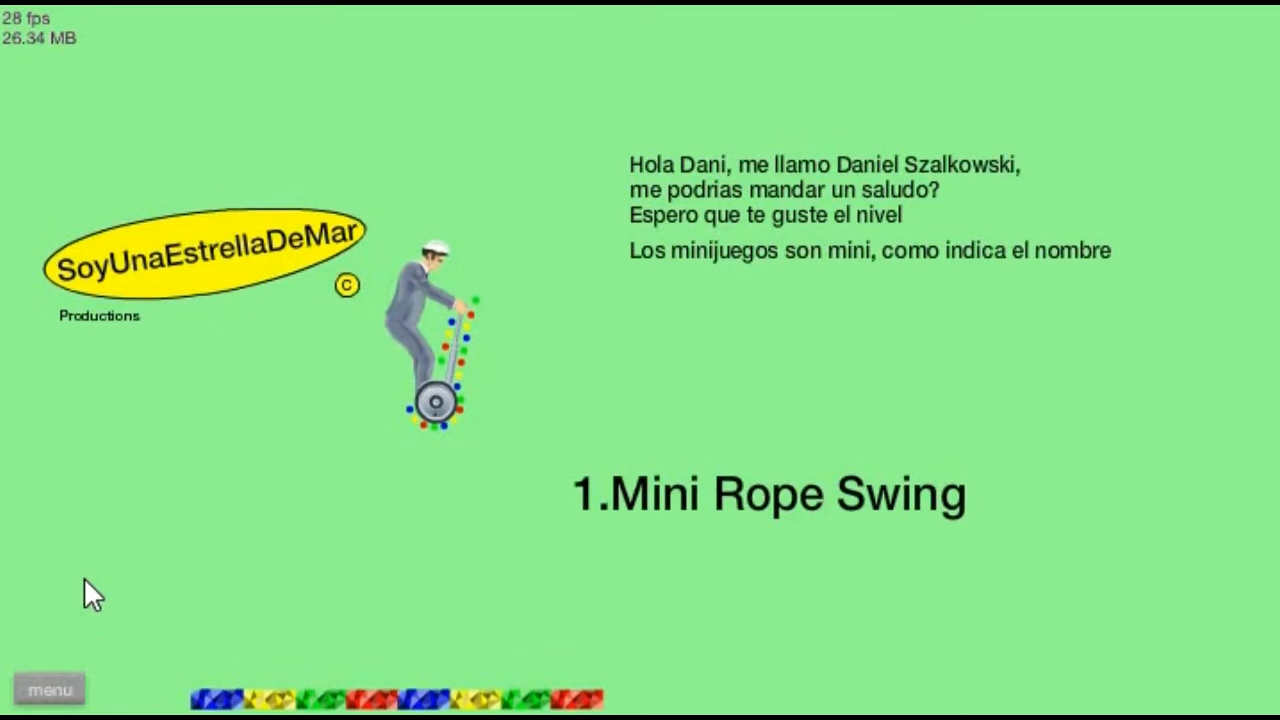 28 fps
26.34 MB
Hola Dani, me llamo Daniel Szalkowski,
me podrias mandar un saludo?
Espero que te guste el nivel
Los minijuegos son mini, como indica el nombre
SoyUnaEstrellaDeMar
C
Productions
1.Mini Rope Swing
menu